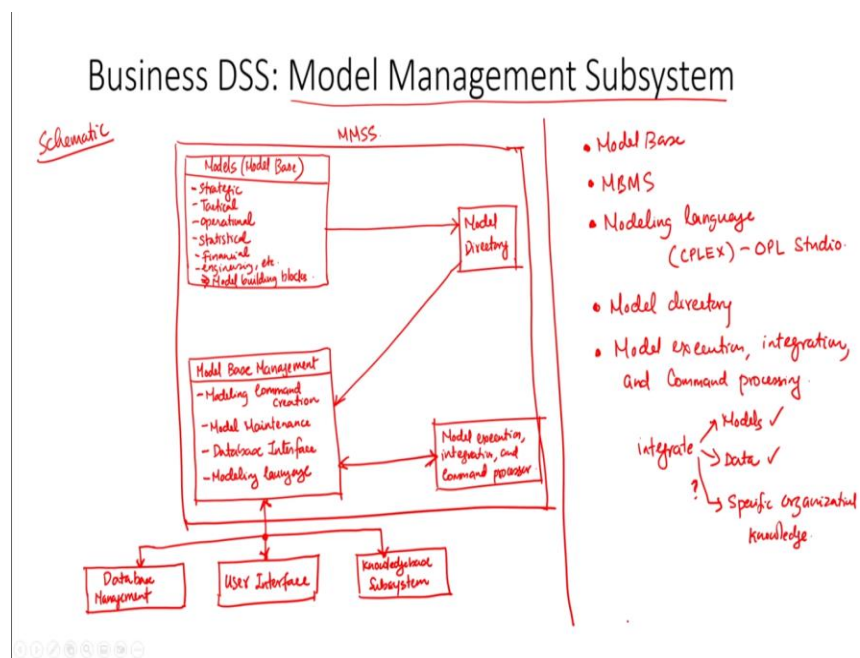 Business DSS: Model Management Subsystem
Schematic
MMSS.
Models (Model Base)
- Strategic
- Tactical
- Operational
- Statistical
- Financial
- engineering, etc.
Model building blocks.
Model
Directory
Model Base Management
- Modeling Command
creation
- Model Maintenance
- Database Interface
- Modeling language
Model execution,
integration, and
Command processor.
Database
Management
User Interface
Knowledgebase
Subsystem
• Model Base
• MBMS
• Modeling language
(CPLEX) - OPL Studio.
• Model directory
• Model execution, integration,
and Command processing.
integrate
Models ✓
Data ✓
?
Specific organizational
knowledge.